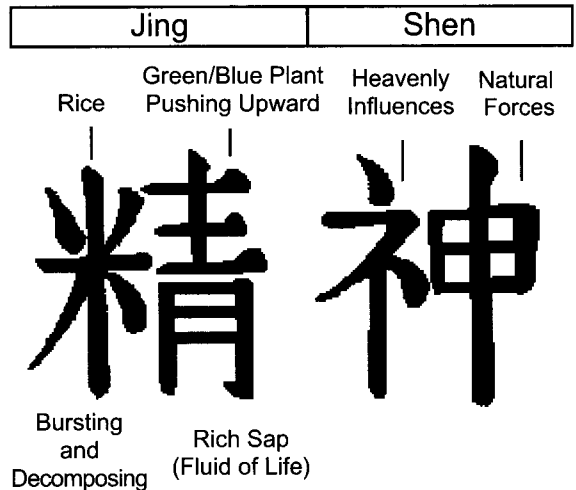 Jing Shen
Green/Blue Plant
Pushing Upward
Rice
Heavenly
Influences
Natural
Forces
精神
Bursting
and
Decomposing
Rich Sap
(Fluid of Life)